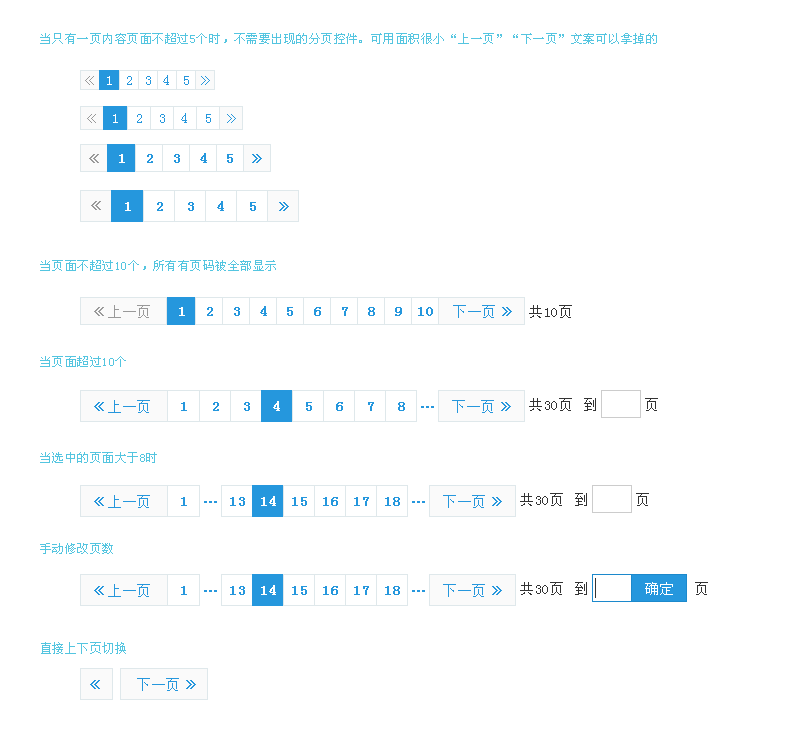 当只有一页内容页面不超过5个时，不需要出现的分页控件。可用面积很小“上一页”“下一页”文案可以拿掉的
« 1 2 3 4 5 »
« 1 2 3 4 5 »
« 1 2 3 4 5 »
« 1 2 3 4 5 »
当页面不超过10个，所有有页码被全部显示
«上一页 1 2 3 4 5 6 7 8 9 10 下一页» 共10页
当页面超过10个
«上一页 1 2 3 4 5 6 7 8 --- 下一页» 共30页 到 页
当选中的页面大于8时
«上一页 1 --- 13 14 15 16 17 18 --- 下一页» 共30页 到 页
手动修改页数
«上一页 1 --- 13 14 15 16 17 18 --- 下一页» 共30页 到 确定 页
直接上下页切换
« 下一页»